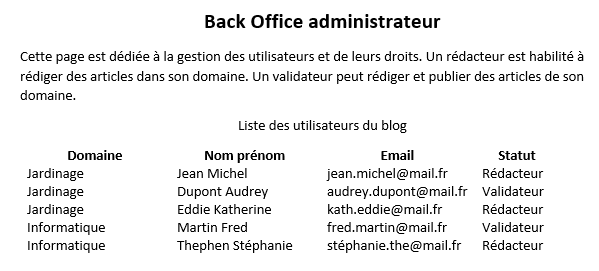 Back Office administrateur
Cette page est dédiée à la gestion des utilisateurs et de leurs droits. Un rédacteur est habilité à
rédiger des articles dans son domaine. Un validateur peut rédiger et publier des articles de son
domaine.
Liste des utilisateurs du blog
Domaine Nom prénom Email Statut
Jardinage Jean Michel jean.michel@mail.fr Rédacteur
Jardinage Dupont Audrey audrey.dupont@mail.fr Validateur
Jardinage Eddie Katherine kath.eddie@mail.fr Rédacteur
Informatique Martin Fred fred.martin@mail.fr Validateur
Informatique Thephen Stéphanie stéphanie.the@mail.fr Rédacteur